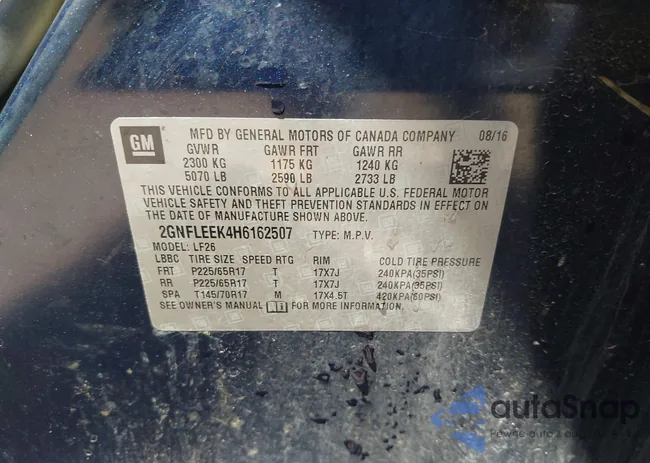 GM
MFD BY GENERAL MOTORS OF CANADA COMPANY 08/16
GVWR GAWR FRT GAWR RR
2300 KG 1175 KG 1240 KG
5070 LB 2590 LB 2733 LB
THIS VEHICLE CONFORMS TO ALL APPLICABLE U.S. FEDERAL MOTOR
VEHICLE SAFETY AND THEFT PREVENTION STANDARDS IN EFFECT ON
THE DATE OF MANUFACTURE SHOWN ABOVE.
2GNFLEEK4H6162507 TYPE: M.P.V.
MODEL: LF26
LBBC TIRE SIZE SPEED RTG RIM COLD TIRE PRESSURE
FRT P225/65R17 T 17X7J 240KPA(35PSI)
RR P225/65R17 T 17X7J 240KPA(35PSI)
SPA T145/70R17 M 17X4.5T 420KPA(60PSI)
SEE OWNER'S MANUAL FOR MORE INFORMATION.
autoSnap
Pewne auto z